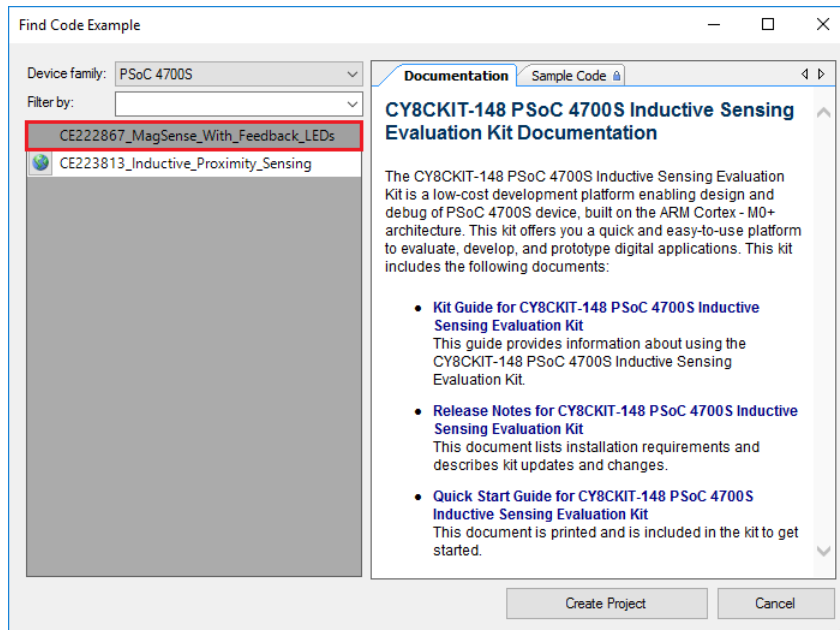 Find Code Example
Device family: PSoC 4700S
Filter by:
CE222867_MagSense_With_Feedback_LEDs
CE223813_Inductive_Proximity_Sensing
Documentation Sample Code
CY8CKIT-148 PSoC 4700S Inductive Sensing
Evaluation Kit Documentation
The CY8CKIT-148 PSoC 4700S Inductive Sensing Evaluation
Kit is a low-cost development platform enabling design and
debug of PSoC 4700S device, built on the ARM Cortex - M0+
architecture. This kit offers you a quick and easy-to-use platform
to evaluate, develop, and prototype digital applications. This kit
includes the following documents:
• Kit Guide for CY8CKIT-148 PSoC 4700S Inductive
Sensing Evaluation Kit
This guide provides information about using the
CY8CKIT-148 PSoC 4700S Inductive Sensing
Evaluation Kit.
• Release Notes for CY8CKIT-148 PSoC 4700S Inductive
Sensing Evaluation Kit
This document lists installation requirements and
describes kit updates and changes.
• Quick Start Guide for CY8CKIT-148 PSoC 4700S
Inductive Sensing Evaluation Kit
This document is printed and is included in the kit to get
started.
Create Project
Cancel